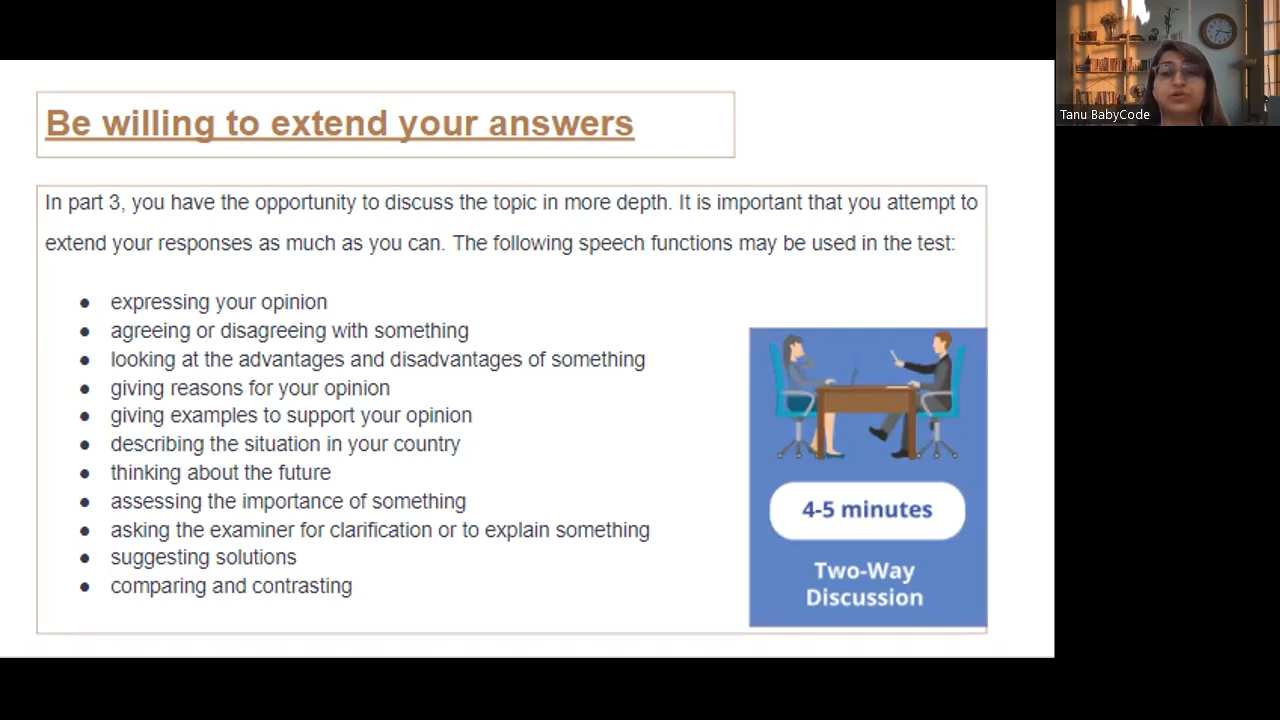 Be willing to extend your answers
In part 3, you have the opportunity to discuss the topic in more depth. It is important that you attempt to
extend your responses as much as you can. The following speech functions may be used in the test:
● expressing your opinion
● agreeing or disagreeing with something
● looking at the advantages and disadvantages of something
● giving reasons for your opinion
● giving examples to support your opinion
● describing the situation in your country
● thinking about the future
● assessing the importance of something
● asking the examiner for clarification or to explain something
● suggesting solutions
● comparing and contrasting
4-5 minutes
Two-Way
Discussion
Tanu BabyCode